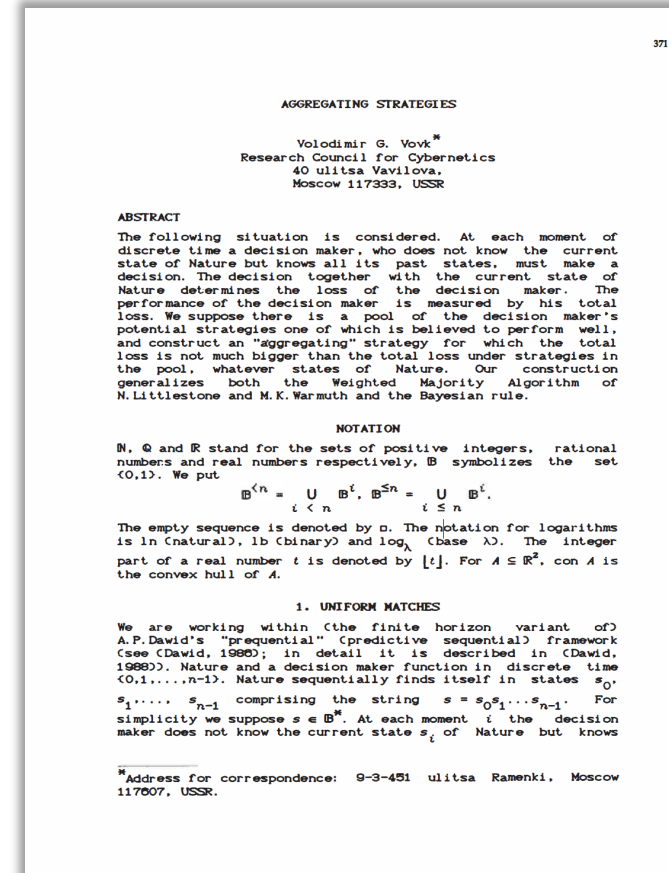 371
AGGREGATING STRATEGIES
Volodimir G. Vovk*
Research Council for Cybernetics
40 ulitsa Vavilova,
Moscow 117333, USSR
ABSTRACT
The following situation is considered. At each moment of
discrete time a decision maker, who does not know the current
state of Nature but knows all its past states, must make a
decision. The decision together with the current state of
Nature determines the loss of the decision maker. The
performance of the decision maker is measured by his total
loss. We suppose there is a pool of the decision maker's
potential strategies one of which is believed to perform well,
and construct an "aggregating" strategy for which the total
loss is not much bigger than the total loss under strategies in
the pool, whatever states of Nature. Our construction
generalizes both the Weighted Majority Algorithm of
N.Littlestone and M.K.Warmuth and the Bayesian rule.
NOTATION
ℕ, ℚ and ℝ stand for the sets of positive integers, rational
numbers and real numbers respectively, 𝔹 symbolizes the set
{0,1}. We put
𝔹^{<n} = ∪_{i < n} 𝔹^i, 𝔹^{≤n} = ∪_{i ≤ n} 𝔹^i.
The empty sequence is denoted by □. The notation for logarithms
is ln (natural), lb (binary) and log_λ (base λ). The integer
part of a real number t is denoted by ⌊t⌋. For A ⊆ ℝ², con A is
the convex hull of A.
1. UNIFORM MATCHES
We are working within (the finite horizon variant of)
A.P.Dawid's "prequential" (predictive sequential) framework
(see (Dawid, 1986); in detail it is described in (Dawid,
1988)). Nature and a decision maker function in discrete time
{0,1,...,n-1}. Nature sequentially finds itself in states s₀,
s₁,..., s_{n-1} comprising the string s = s₀s₁...s_{n-1}. For
simplicity we suppose s ∈ 𝔹*. At each moment i the decision
maker does not know the current state s_i of Nature but knows
*Address for correspondence: 9-3-451 ulitsa Ramenki, Moscow
117607, USSR.